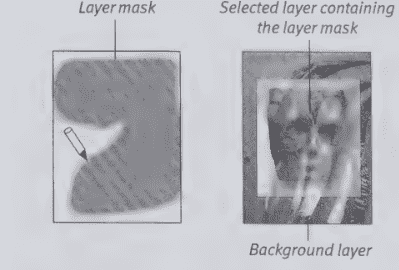 Layer mask
Selected layer containing
the layer mask
Background layer